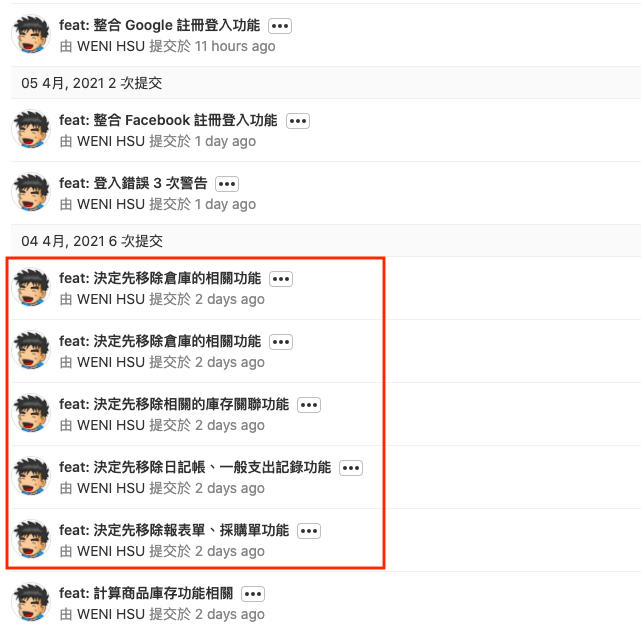 feat: 整合 Google 註冊登入功能
由 WENI HSU 提交於 11 hours ago
05 4月, 2021 2 次提交
feat: 整合 Facebook 註冊登入功能
由 WENI HSU 提交於 1 day ago
feat: 登入錯誤 3 次警告
由 WENI HSU 提交於 1 day ago
04 4月, 2021 6 次提交
feat: 決定先移除倉庫的相關功能
由 WENI HSU 提交於 2 days ago
feat: 決定先移除倉庫的相關功能
由 WENI HSU 提交於 2 days ago
feat: 決定先移除相關的庫存關聯功能
由 WENI HSU 提交於 2 days ago
feat: 決定先移除日記帳、一般支出記錄功能
由 WENI HSU 提交於 2 days ago
feat: 決定先移除報表單、採購單功能
由 WENI HSU 提交於 2 days ago
feat: 計算商品庫存功能相關
由 WENI HSU 提交於 2 days ago